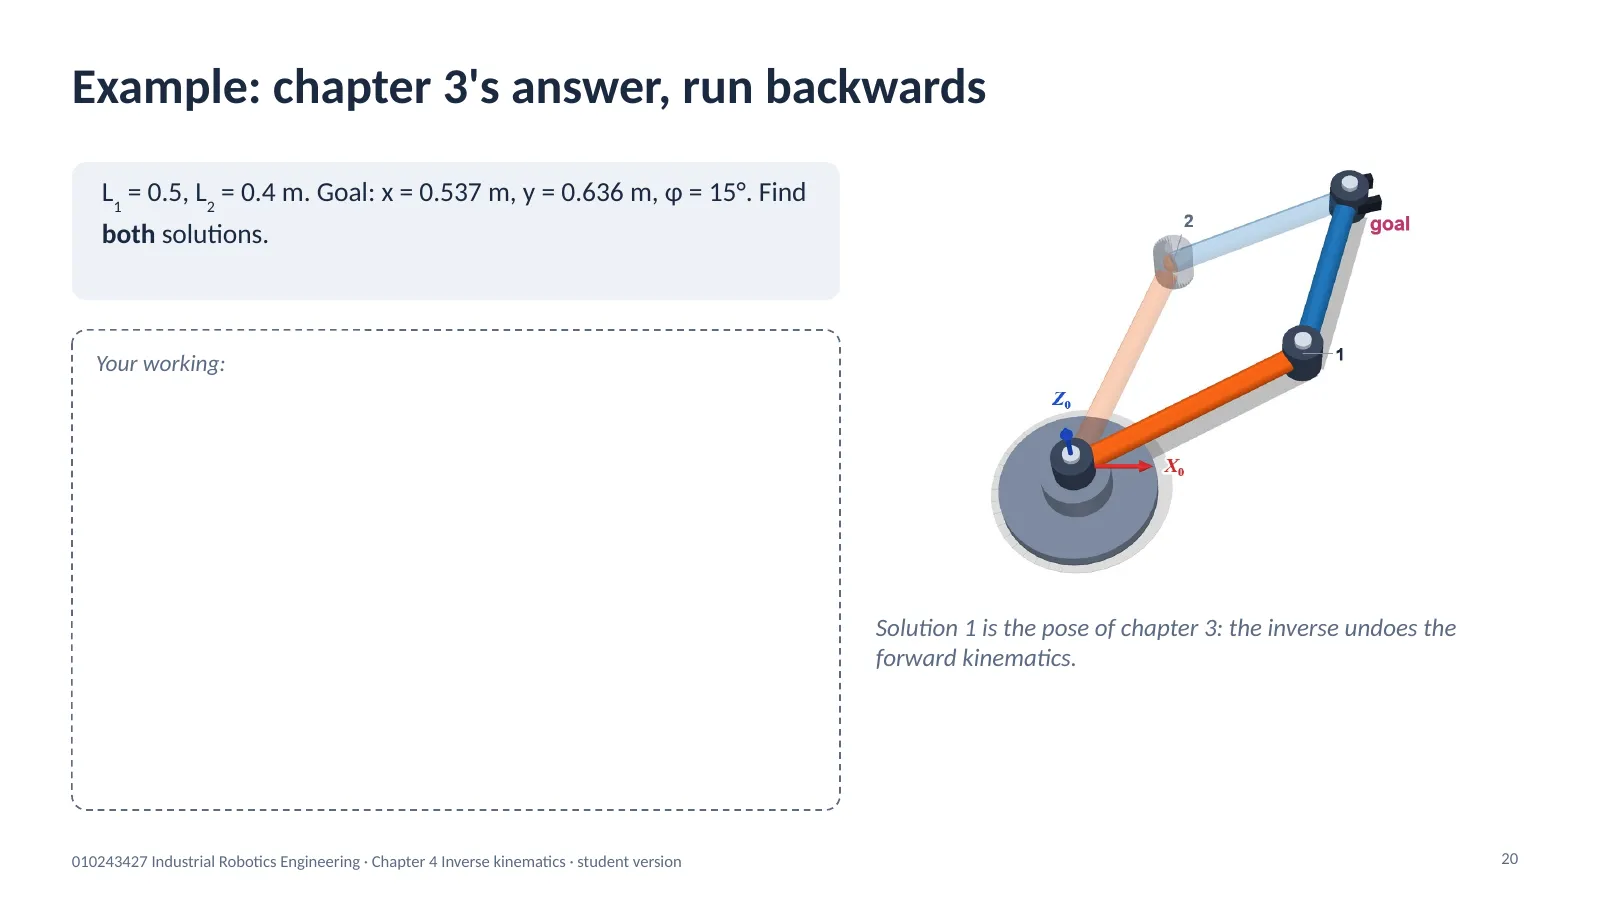 Example: chapter 3's answer, run backwards
L₁ = 0.5, L₂ = 0.4 m. Goal: x = 0.537 m, y = 0.636 m, φ = 15°. Find
both solutions.
Your working:
2
goal
1
Z₀
X₀
Solution 1 is the pose of chapter 3: the inverse undoes the
forward kinematics.
010243427 Industrial Robotics Engineering · Chapter 4 Inverse kinematics · student version
20